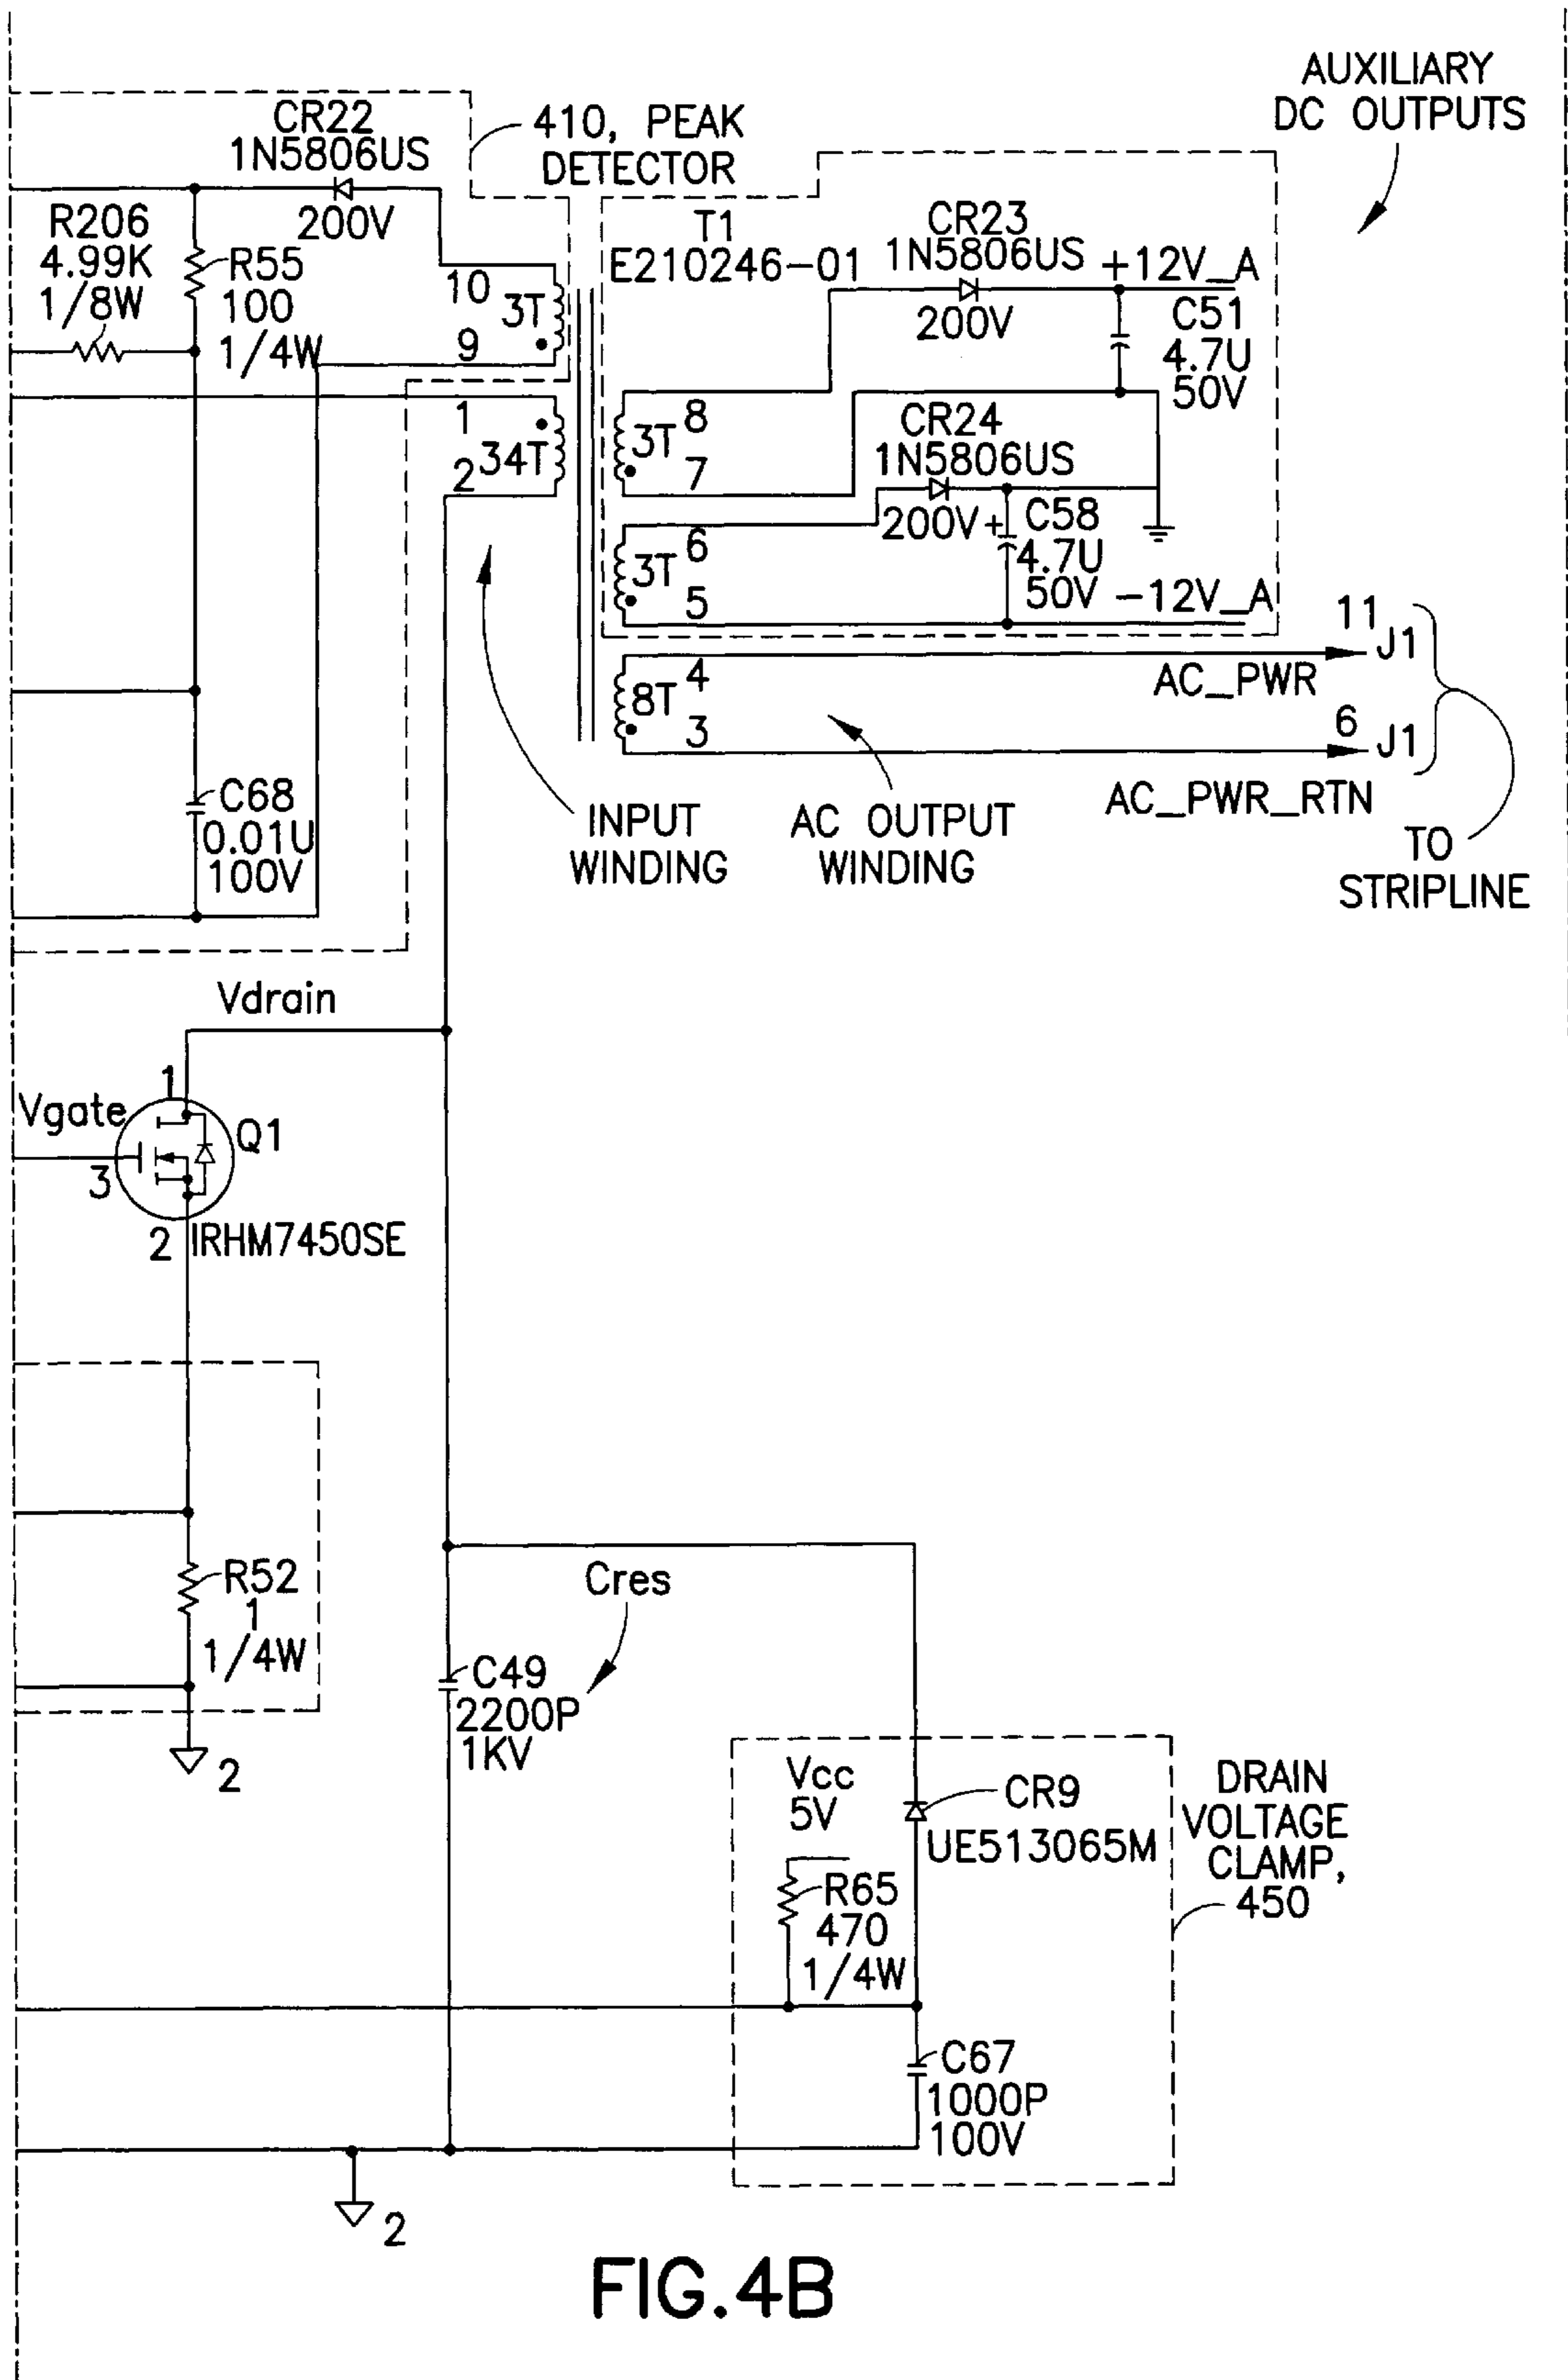 AUXILIARY
DC OUTPUTS
CR22
1N5806US
200V
410, PEAK
DETECTOR
R206
4.99K
1/8W
R55
100
1/4W
10
3T
9
1
34T
2
T1
E210246-01
CR23
1N5806US
200V
+12V_A
C51
4.7U
50V
8
3T
7
CR24
1N5806US
200V
+
C58
4.7U
50V
-12V_A
6
3T
5
4
8T
3
11
J1
AC_PWR
6
J1
AC_PWR_RTN
TO
STRIPLINE
INPUT
WINDING
AC OUTPUT
WINDING
C68
0.01U
100V
Vdrain
1
Vgate
Q1
3
2
IRHM7450SE
R52
1
1/4W
2
Cres
C49
2200P
1KV
Vcc
5V
CR9
UE513065M
R65
470
1/4W
DRAIN
VOLTAGE
CLAMP,
450
C67
1000P
100V
2
FIG.4B